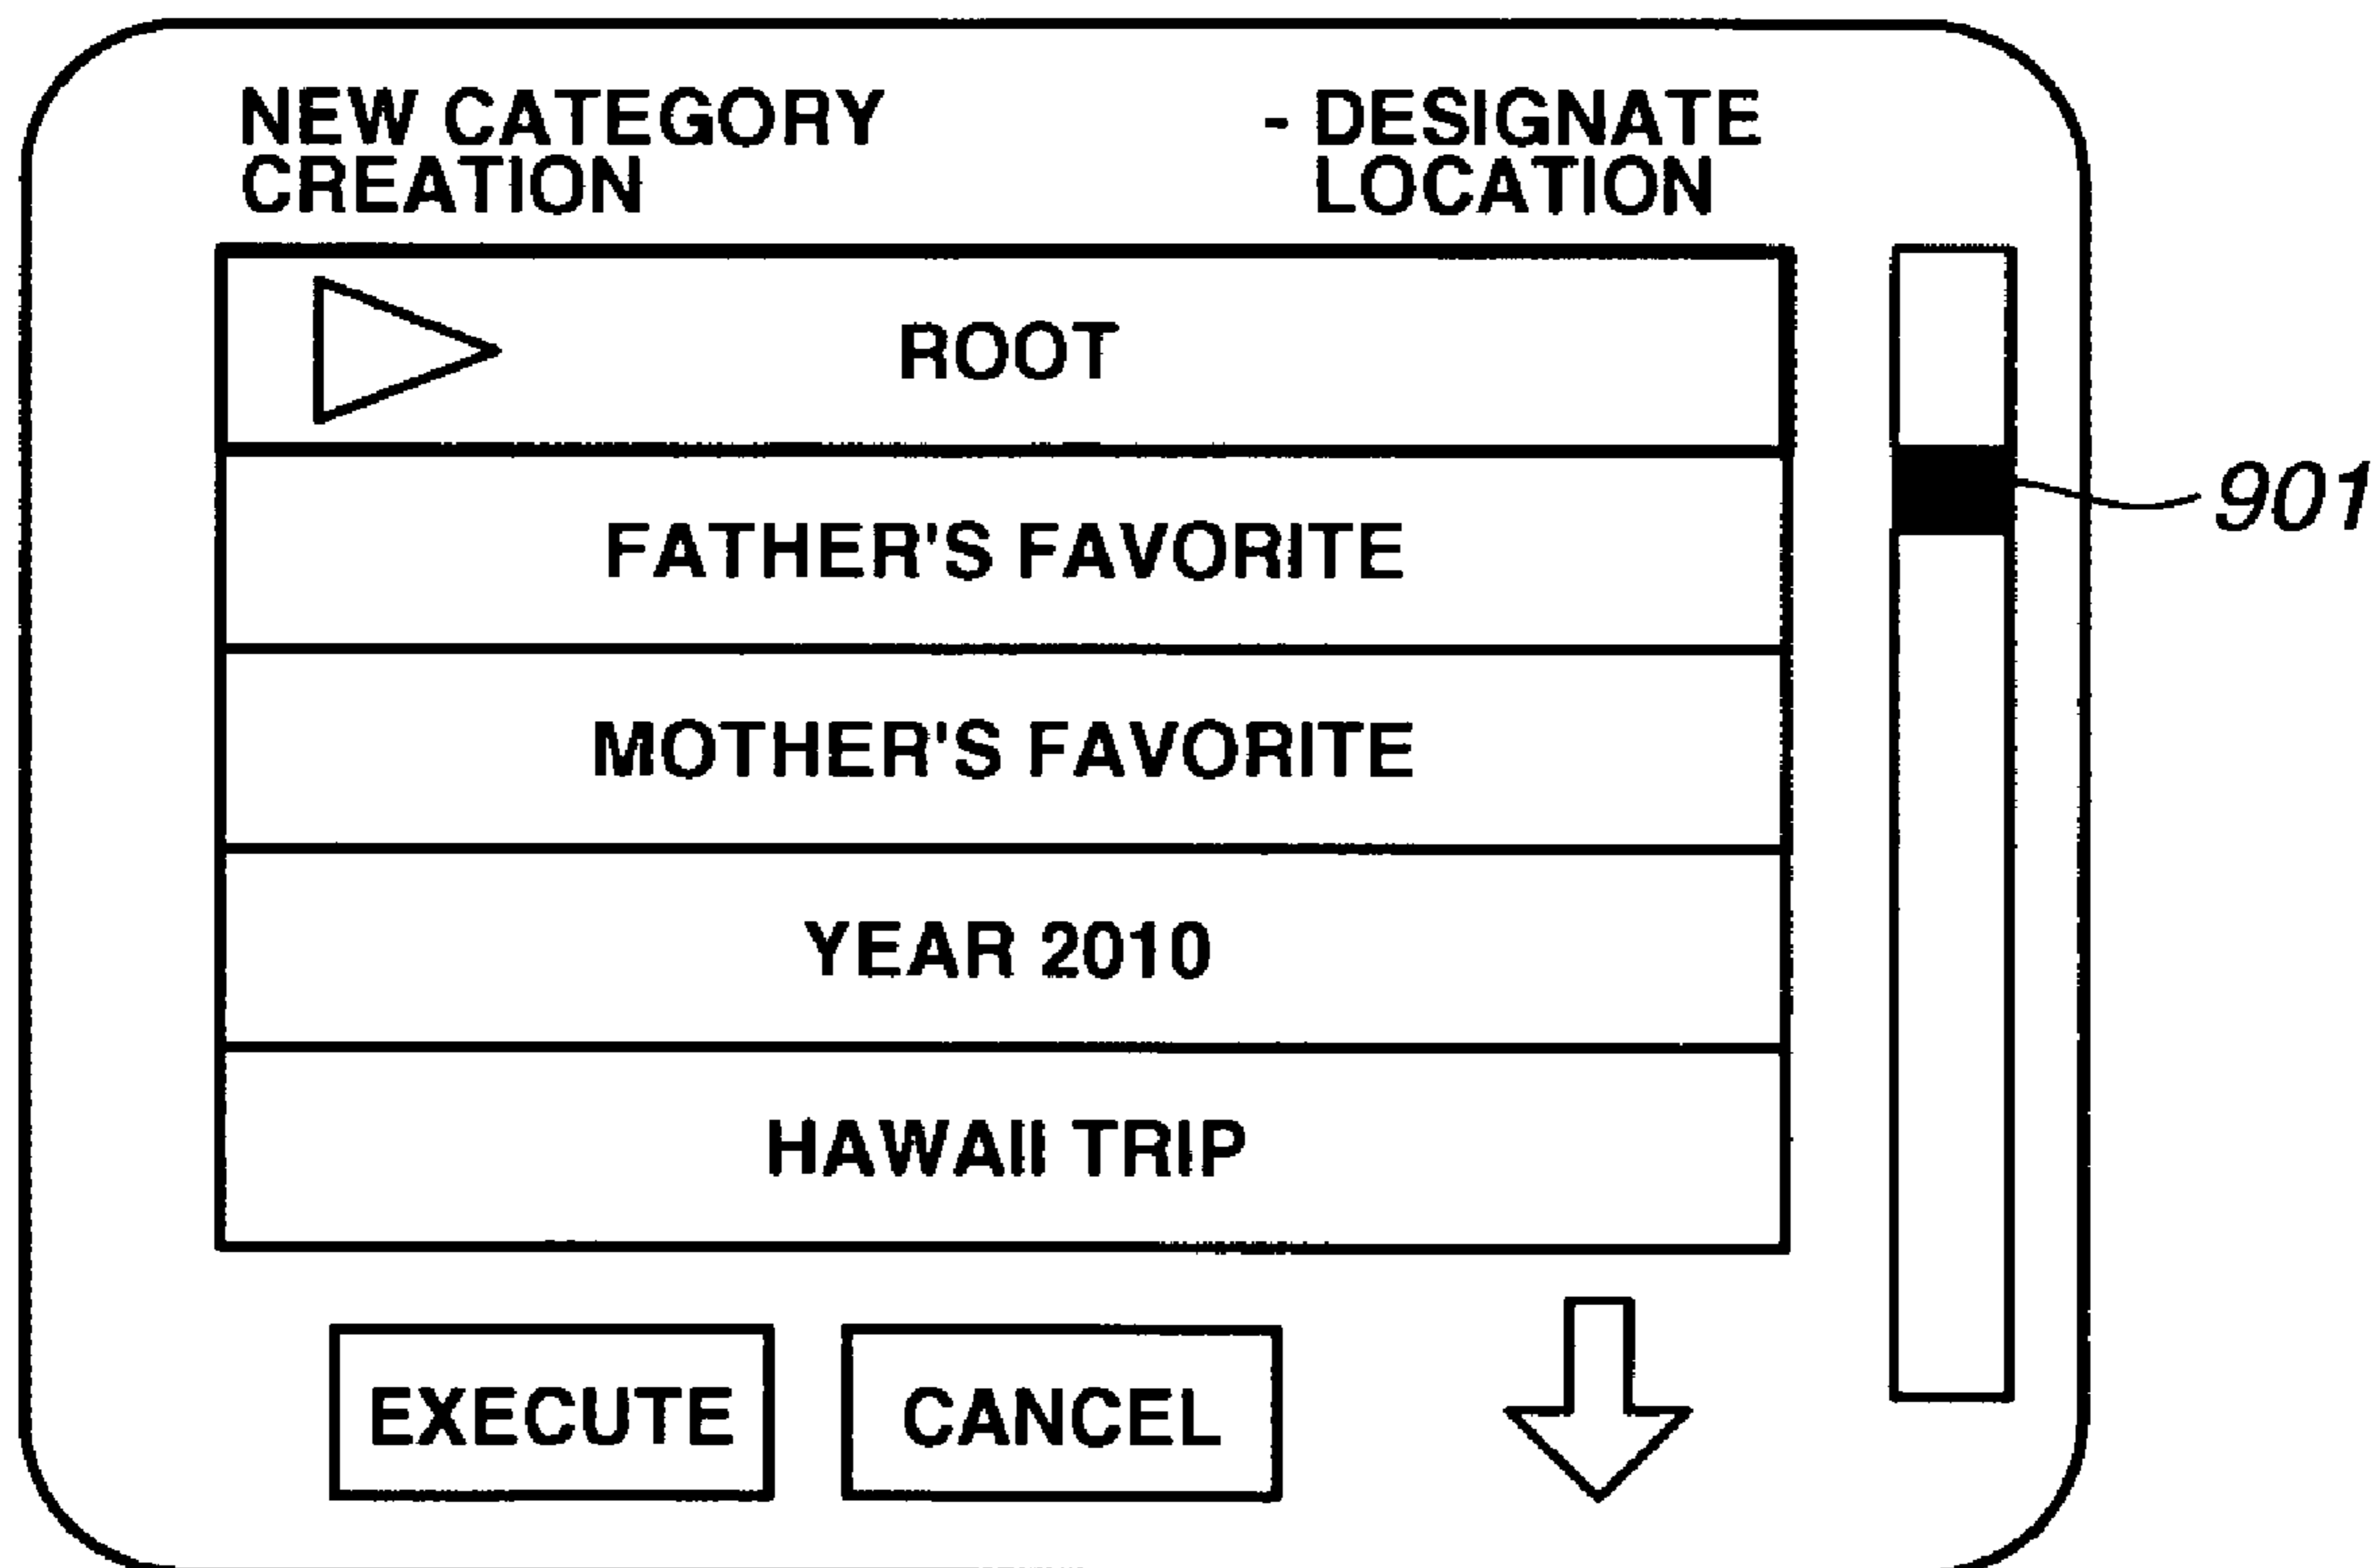 NEW CATEGORY
CREATION
- DESIGNATE
LOCATION
ROOT
901
FATHER'S FAVORITE
MOTHER'S FAVORITE
YEAR 2010
HAWAII TRIP
EXECUTE
CANCEL